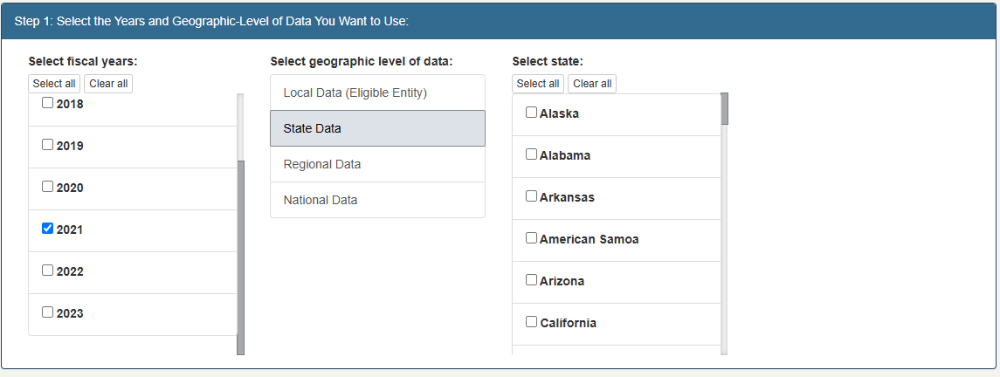 Step 1: Select the Years and Geographic-Level of Data You Want to Use:
Select fiscal years:
Select all Clear all
2018
2019
2020
2021
2022
2023
Select geographic level of data:
Local Data (Eligible Entity)
State Data
Regional Data
National Data
Select state:
Select all Clear all
Alaska
Alabama
Arkansas
American Samoa
Arizona
California